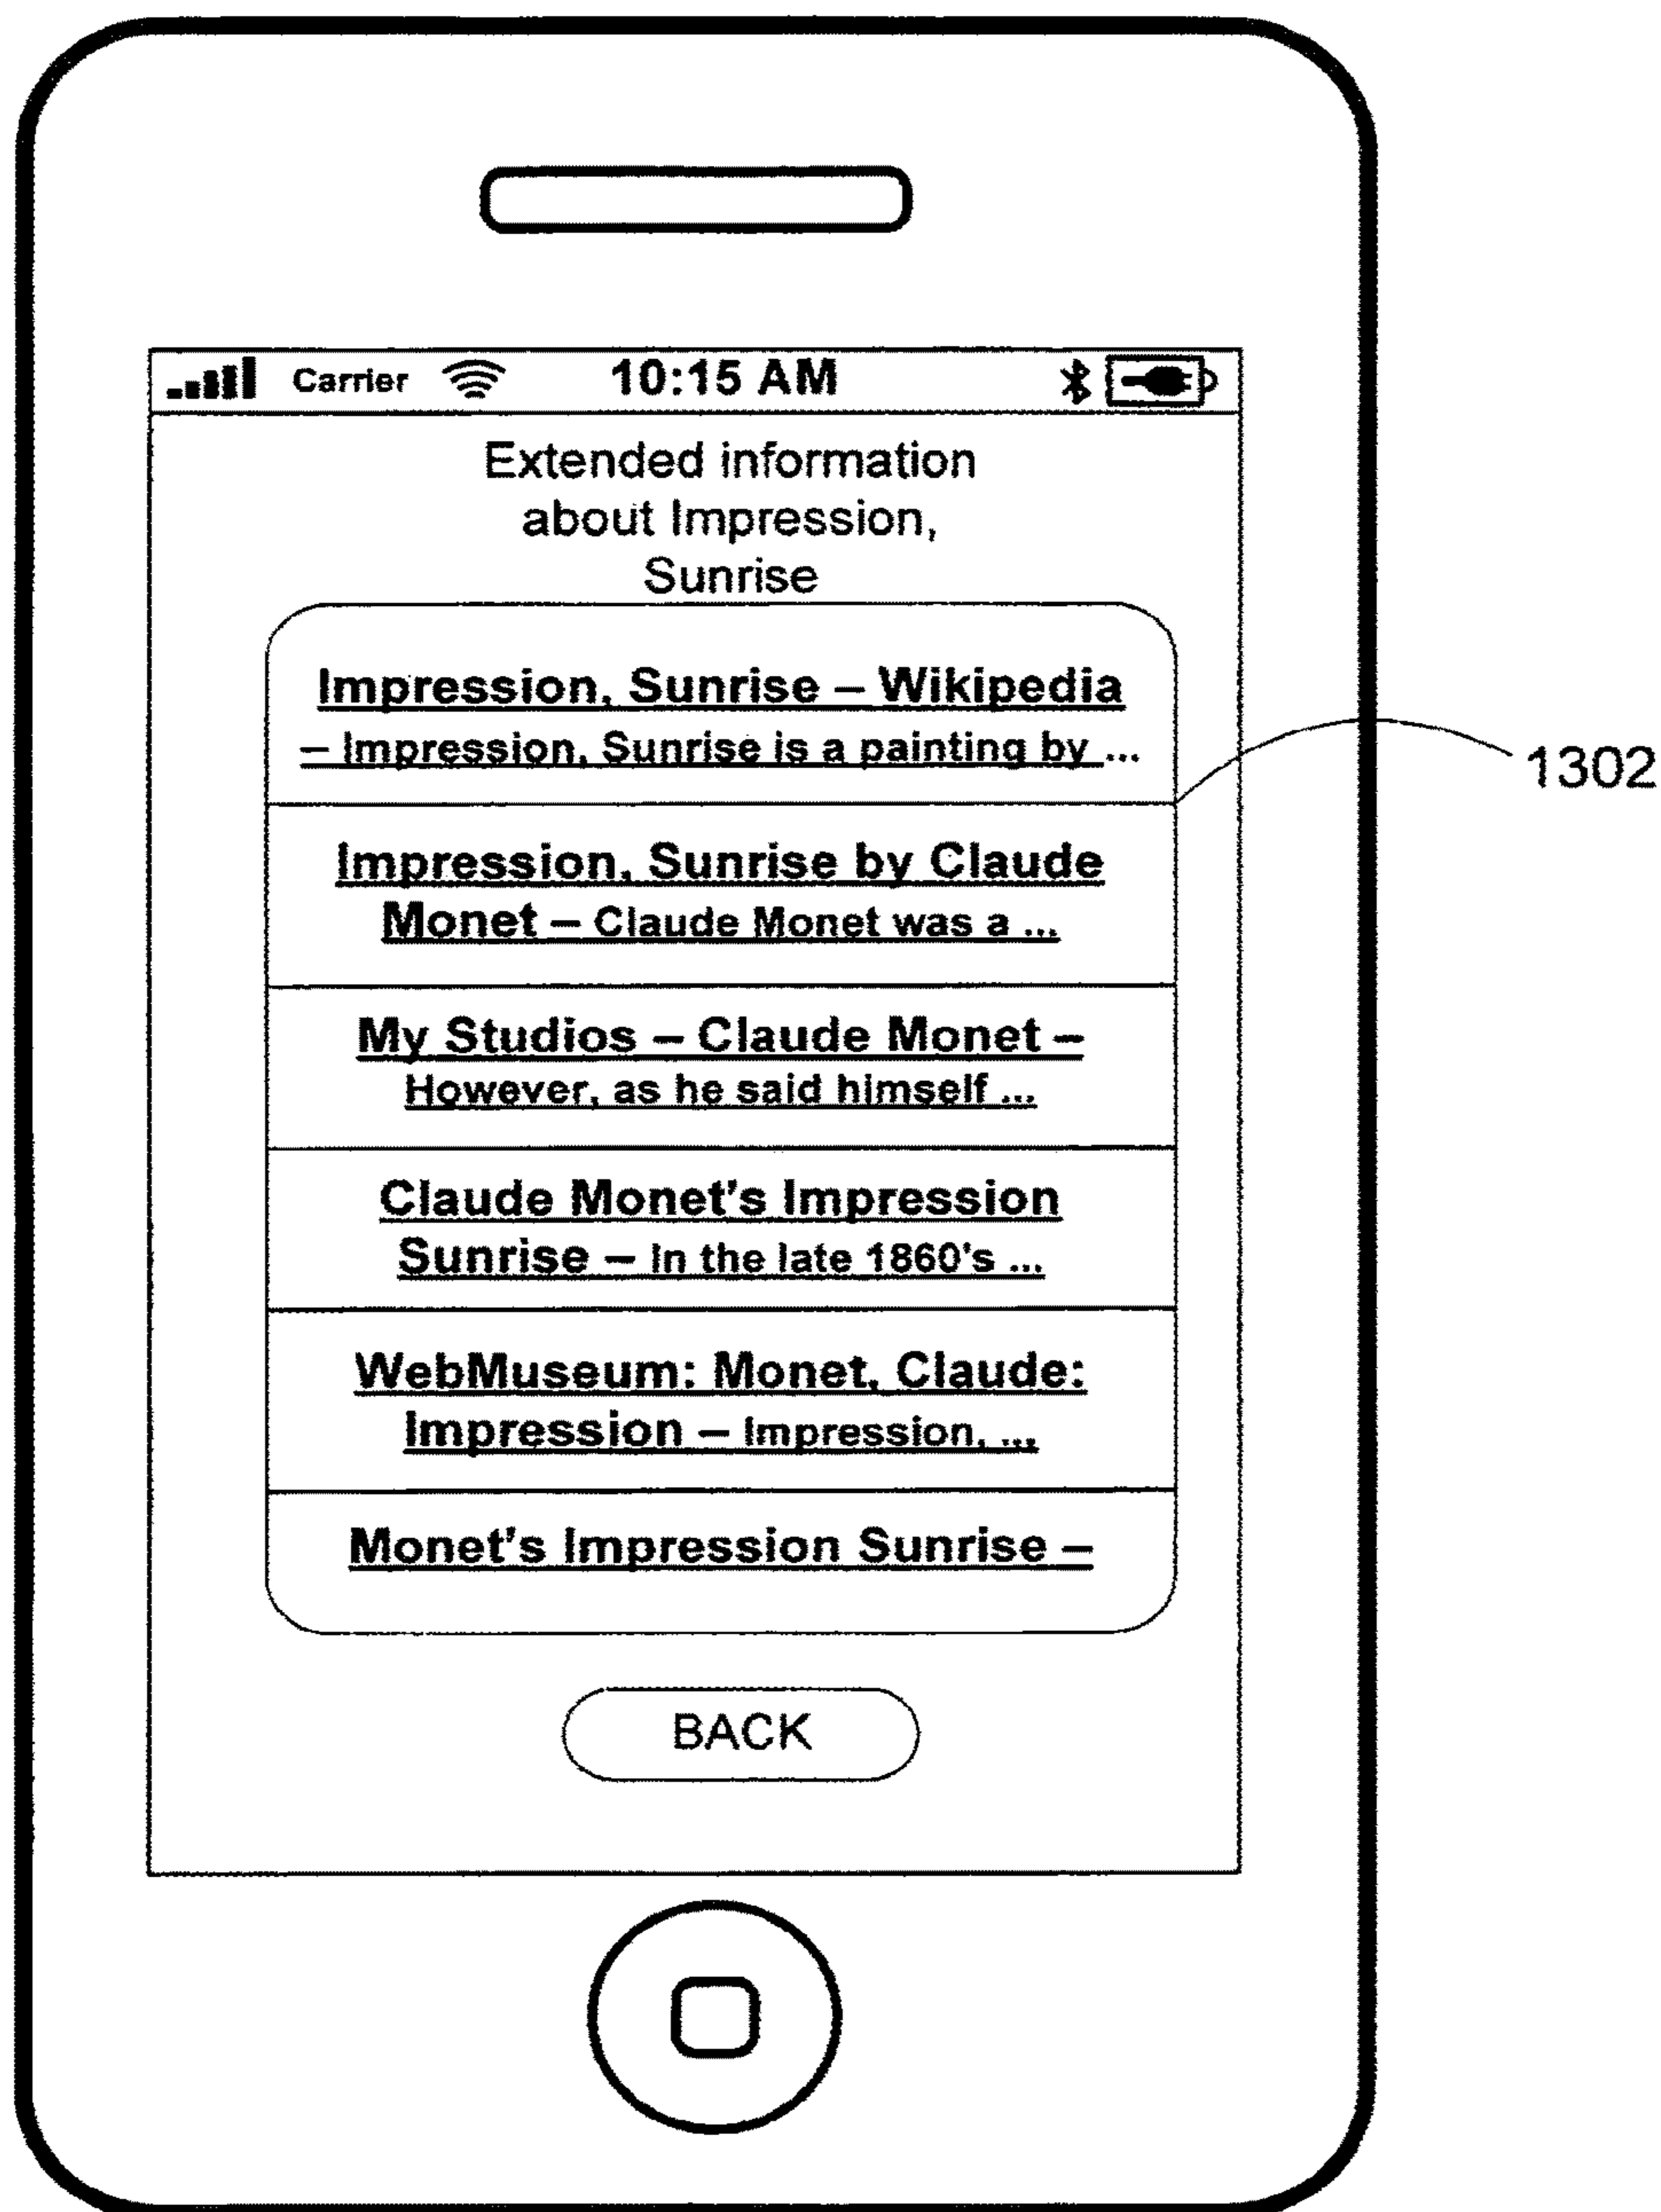 Carrier 10:15 AM
Extended information
about Impression,
Sunrise
Impression, Sunrise – Wikipedia
– Impression, Sunrise is a painting by ...
1302
Impression, Sunrise by Claude
Monet – Claude Monet was a ...
My Studios – Claude Monet –
However, as he said himself ...
Claude Monet's Impression
Sunrise – In the late 1860's ...
WebMuseum: Monet, Claude:
Impression – Impression, ...
Monet's Impression Sunrise –
BACK